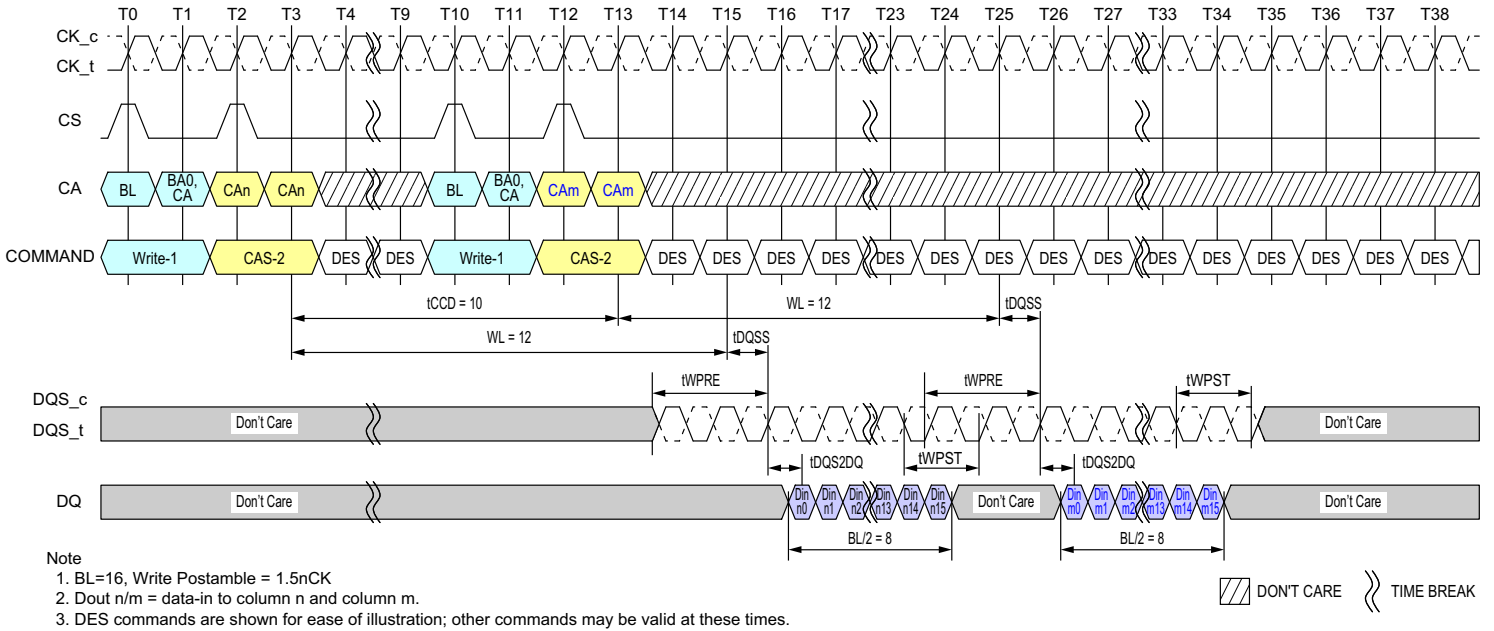 T0 T1 T2 T3 T4 T9 T10 T11 T12 T13 T14 T15 T16 T17 T23 T24 T25 T26 T27 T33 T34 T35 T36 T37 T38
CK_c
CK_t
CS
CA BL BA0, CA CAn CAn BL BA0, CA CAm CAm
COMMAND Write-1 CAS-2 DES DES Write-1 CAS-2 DES DES DES DES DES DES DES DES DES DES DES DES DES DES DES
tCCD = 10 WL = 12 tDQSS
WL = 12 tDQSS
tWPRE tWPRE tWPST
DQS_c
DQS_t Don't Care Don't Care
tDQS2DQ tWPST tDQS2DQ
DQ Don't Care Din n0 Din n1 Din n2 Din n13 Din n14 Din n15 Don't Care Din m0 Din m1 Din m2 Din m13 Din m14 Din m15 Don't Care
BL/2 = 8 BL/2 = 8
Note
1. BL=16, Write Postamble = 1.5nCK
2. Dout n/m = data-in to column n and column m.
3. DES commands are shown for ease of illustration; other commands may be valid at these times.
DON'T CARE TIME BREAK